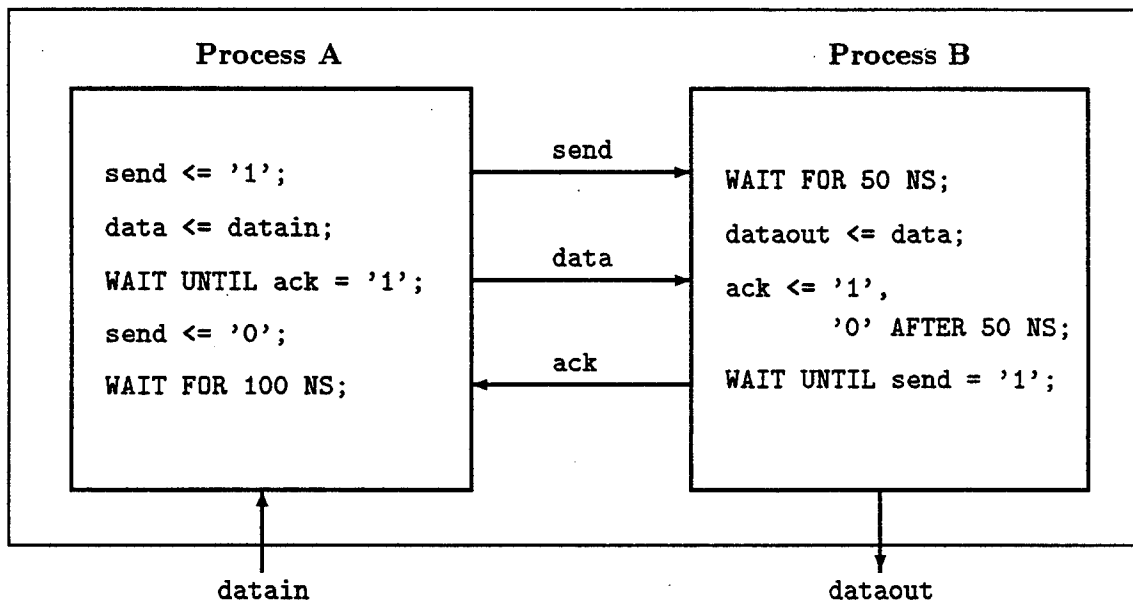 Process A
send <= '1';
data <= datain;
WAIT UNTIL ack = '1';
send <= '0';
WAIT FOR 100 NS;
send
data
ack
Process B
WAIT FOR 50 NS;
dataout <= data;
ack <= '1',
'0' AFTER 50 NS;
WAIT UNTIL send = '1';
datain
dataout